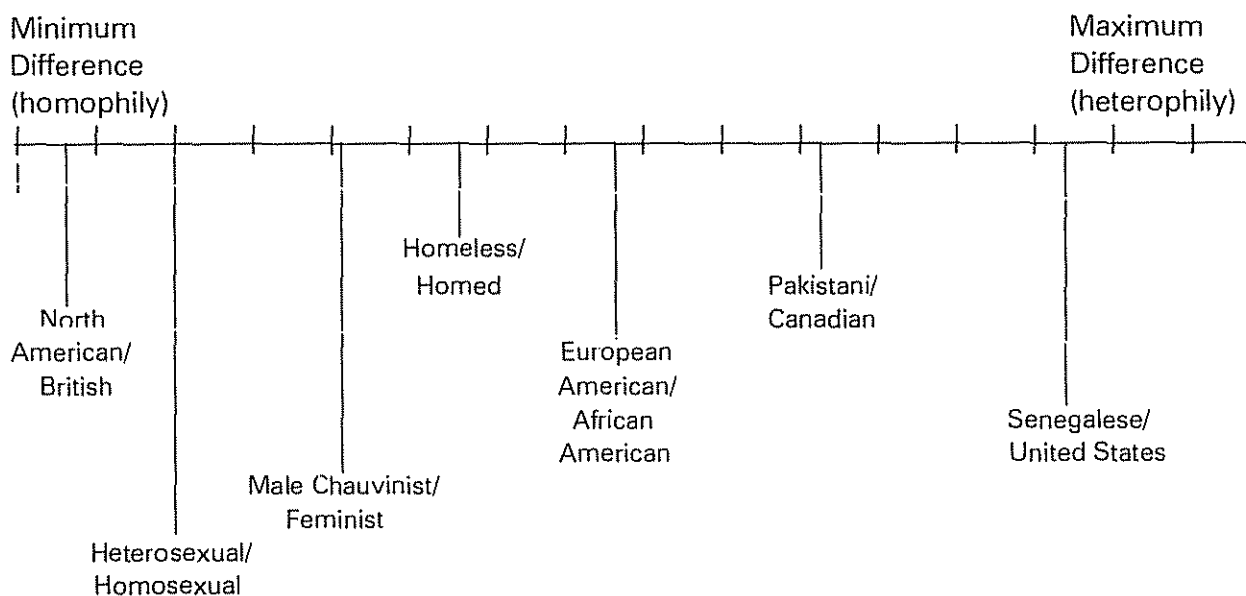 Minimum
Difference
(homophily)
Maximum
Difference
(heterophily)
North
American/
British
Heterosexual/
Homosexual
Male Chauvinist/
Feminist
Homeless/
Homed
European
American/
African
American
Pakistani/
Canadian
Senegalese/
United States